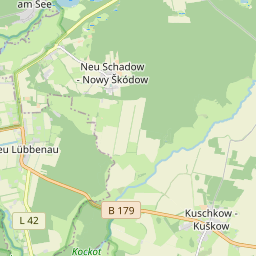 am See
Neu Schadow
- Nowy Škódow
eu Lübbenau
B 179
L 42
Kuschkow -
Kuškow
Kockot